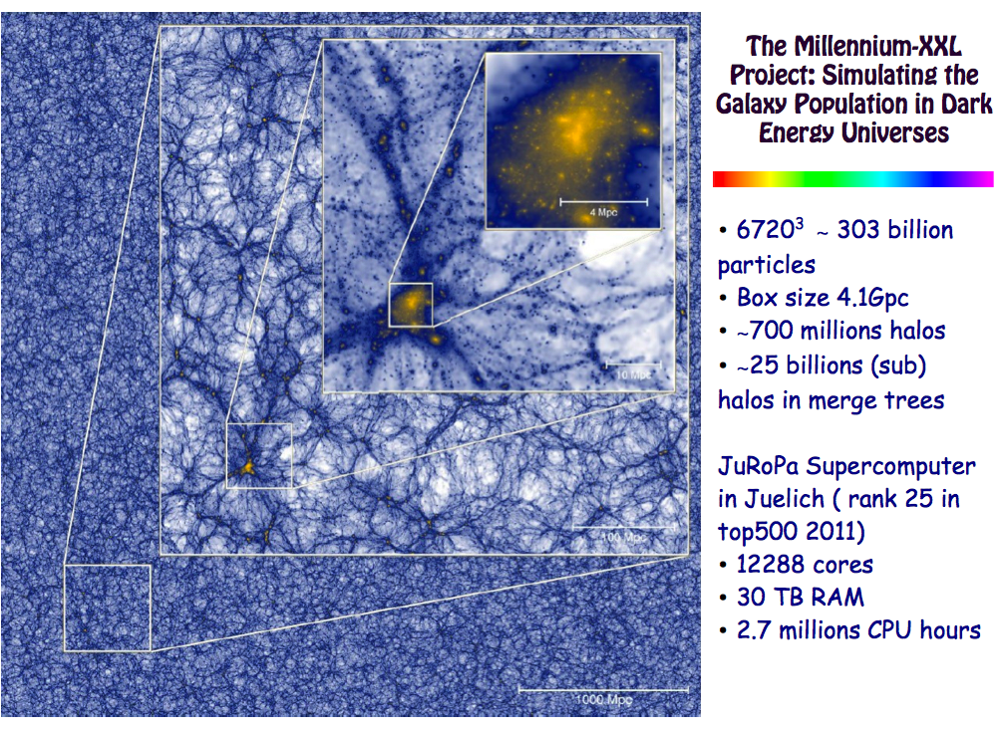 The Millennium-XXL
Project: Simulating the
Galaxy Population in Dark
Energy Universes
• 6720³ ~ 303 billion
particles
• Box size 4.1Gpc
• ~700 millions halos
• ~25 billions (sub)
halos in merge trees
JuRoPa Supercomputer
in Juelich ( rank 25 in
top500 2011)
• 12288 cores
• 30 TB RAM
• 2.7 millions CPU hours
4 Mpc
10 Mpc
100 Mpc
1000 Mpc